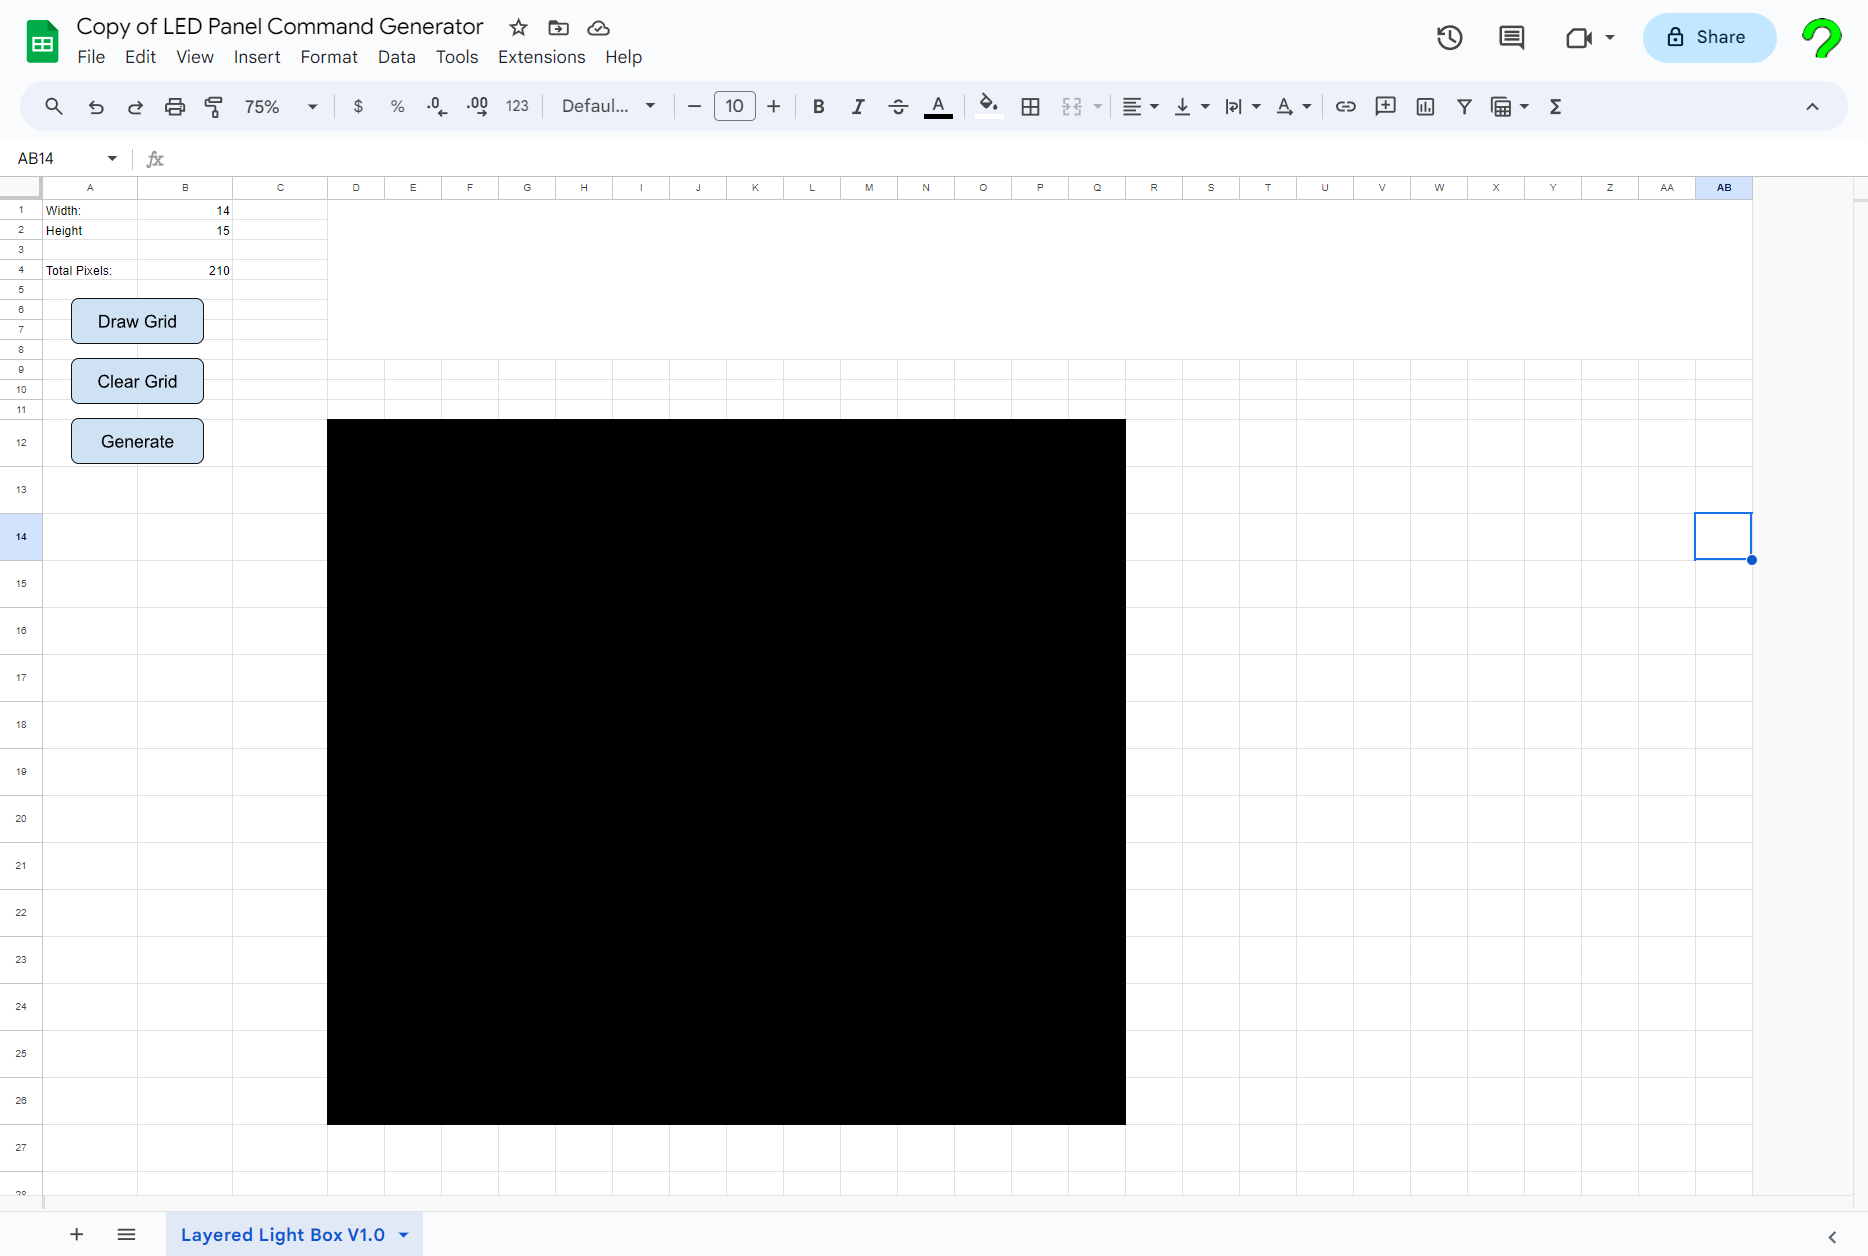 Copy of LED Panel Command Generator
File Edit View Insert Format Data Tools Extensions Help
Share
75% $ % .0 .00 123 Defaul... 10 B I A A Σ
AB14 fx
A B C D E F G H I J K L M N O P Q R S T U V W X Y Z AA AB
1 Width: 14
2 Height 15
3
4 Total Pixels: 210
5
6
Draw Grid
7
8
9
Clear Grid
10
11
12 Generate
13
14
15
16
17
18
19
20
21
22
23
24
25
26
27
28
Layered Light Box V1.0